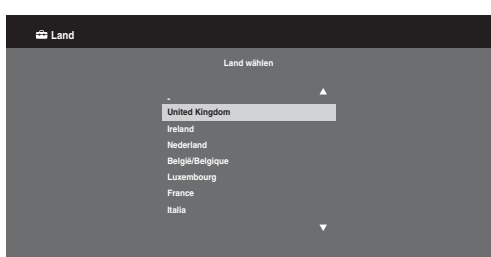 Land
Land wählen
-
United Kingdom
Ireland
Nederland
België/Belgique
Luxembourg
France
Italia